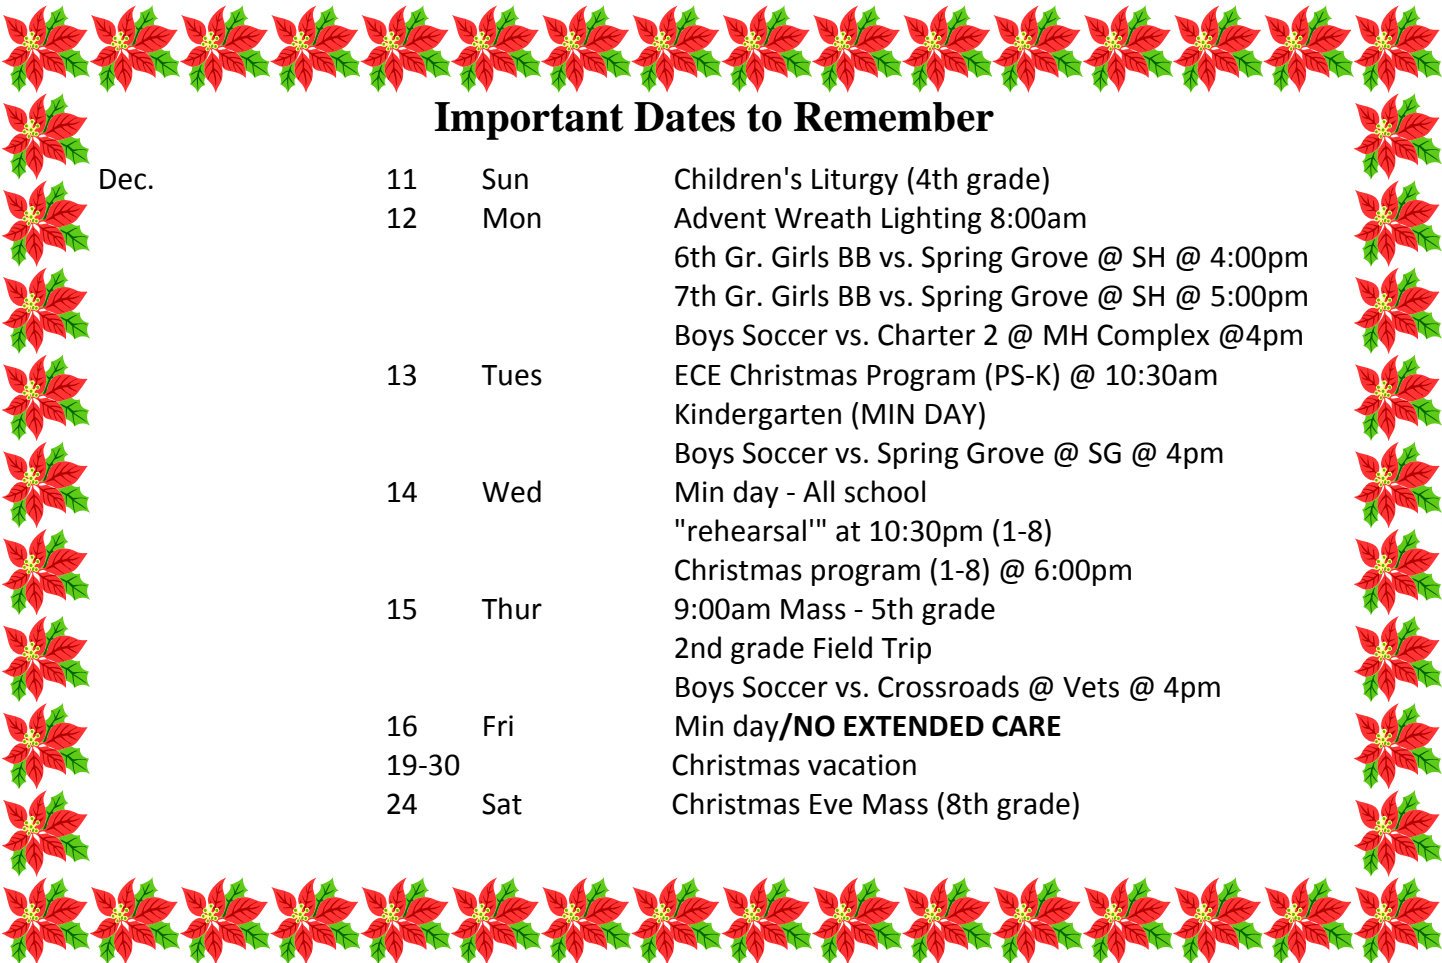 Important Dates to Remember
Dec. 11 Sun Children's Liturgy (4th grade)
12 Mon Advent Wreath Lighting 8:00am
6th Gr. Girls BB vs. Spring Grove @ SH @ 4:00pm
7th Gr. Girls BB vs. Spring Grove @ SH @ 5:00pm
Boys Soccer vs. Charter 2 @ MH Complex @4pm
13 Tues ECE Christmas Program (PS-K) @ 10:30am
Kindergarten (MIN DAY)
Boys Soccer vs. Spring Grove @ SG @ 4pm
14 Wed Min day - All school
"rehearsal'" at 10:30pm (1-8)
Christmas program (1-8) @ 6:00pm
15 Thur 9:00am Mass - 5th grade
2nd grade Field Trip
Boys Soccer vs. Crossroads @ Vets @ 4pm
16 Fri Min day/NO EXTENDED CARE
19-30 Christmas vacation
24 Sat Christmas Eve Mass (8th grade)